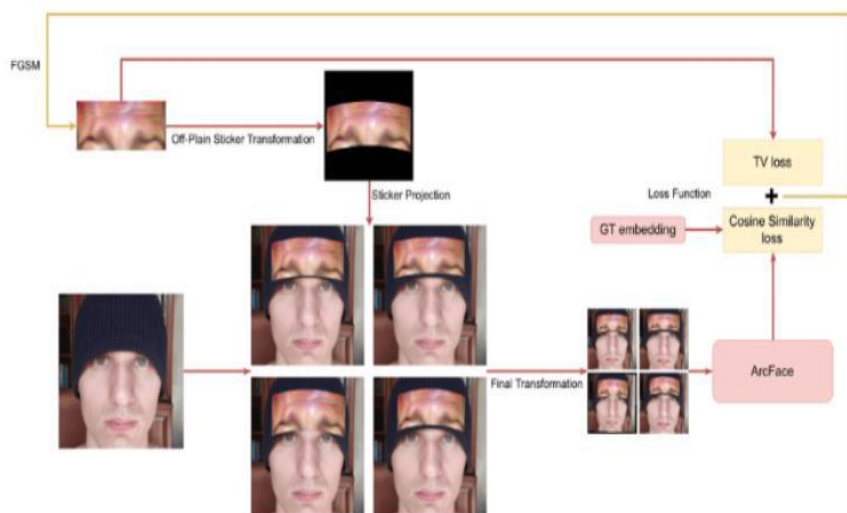 FGSM
Off-Plain Sticker Transformation
Sticker Projection
TV loss
Loss Function
+
GT embedding
Cosine Similarity
loss
Final Transformation
ArcFace